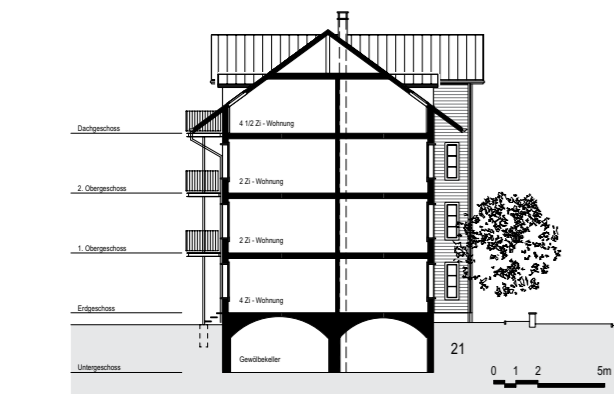 4 1/2 Zi - Wohnung
Dachgeschoss
2 Zi - Wohnung
2. Obergeschoss
2 Zi - Wohnung
1. Obergeschoss
4 Zi - Wohnung
Erdgeschoss
21
Gewölbekeller
Untergeschoss
0 1 2 5m